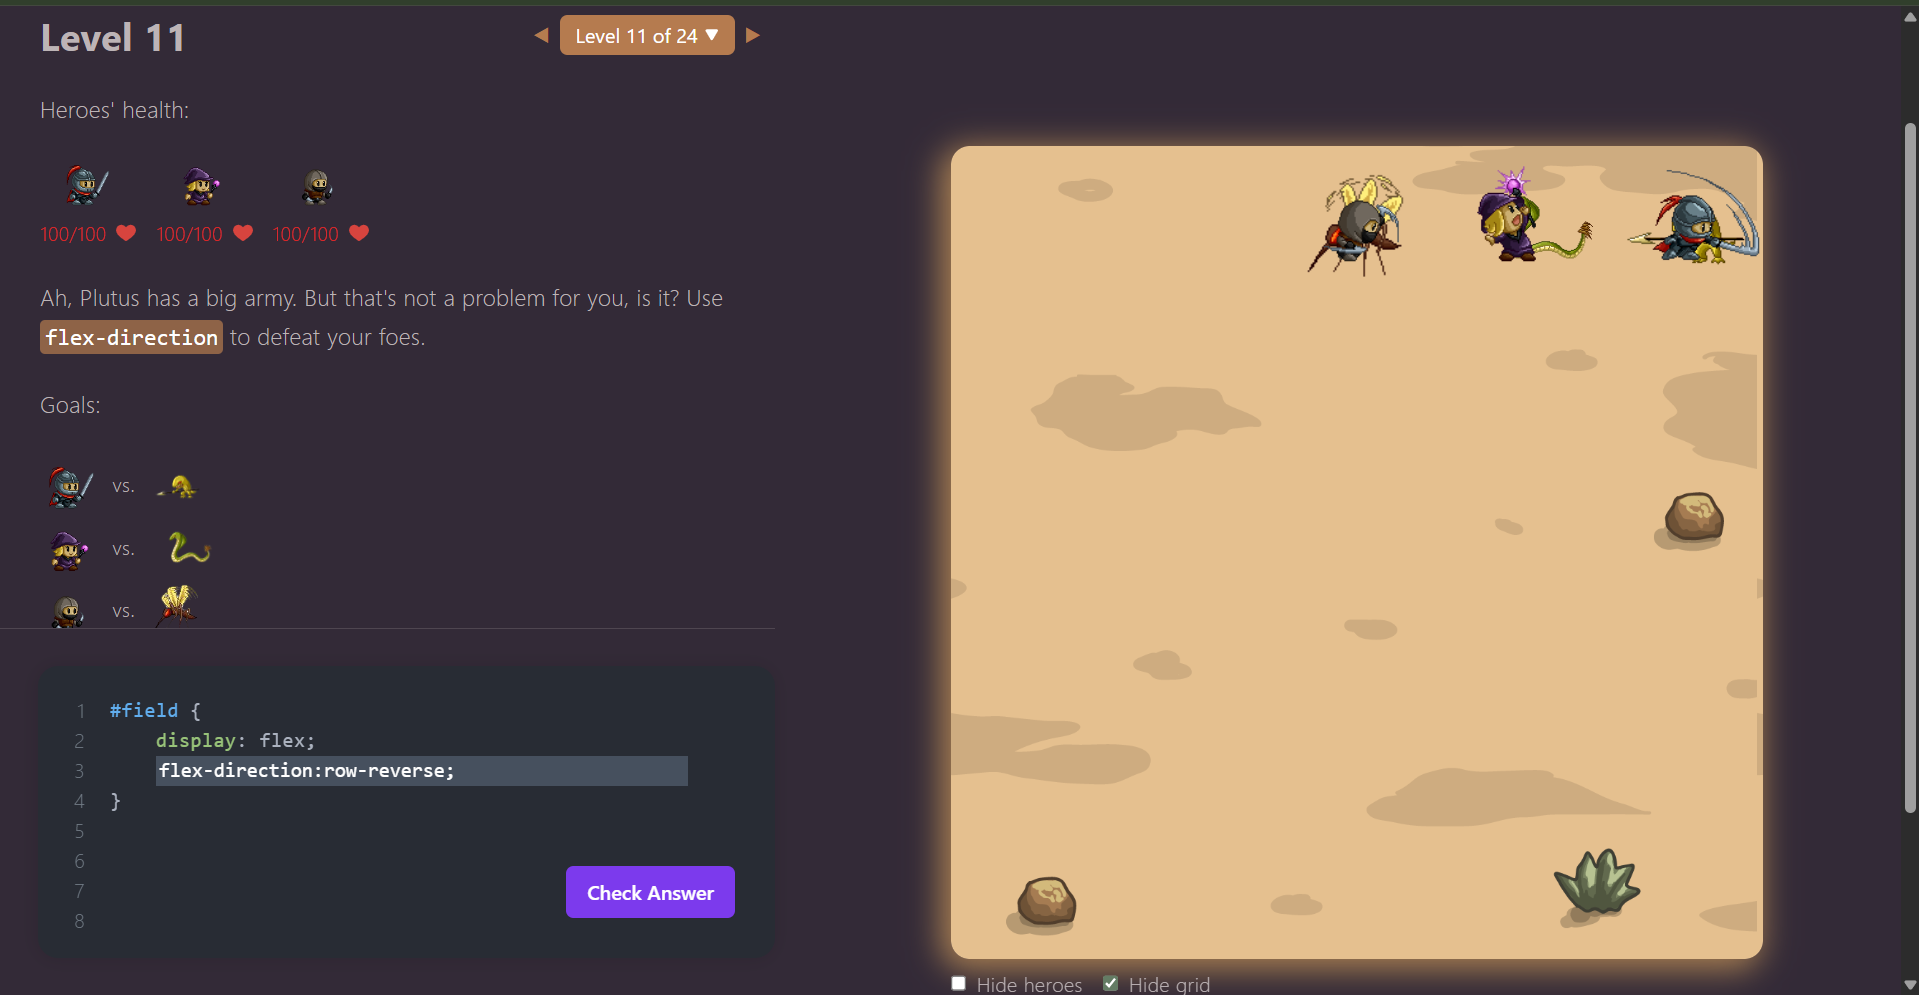 Level 11
Level 11 of 24 ▼
Heroes' health:
100/100 100/100 100/100
Ah, Plutus has a big army. But that's not a problem for you, is it? Use
flex-direction to defeat your foes.
Goals:
vs.
vs.
vs.
1 #field {
2 display: flex;
3 flex-direction:row-reverse;
4 }
5
6
7
8
Check Answer
Hide heroes Hide grid